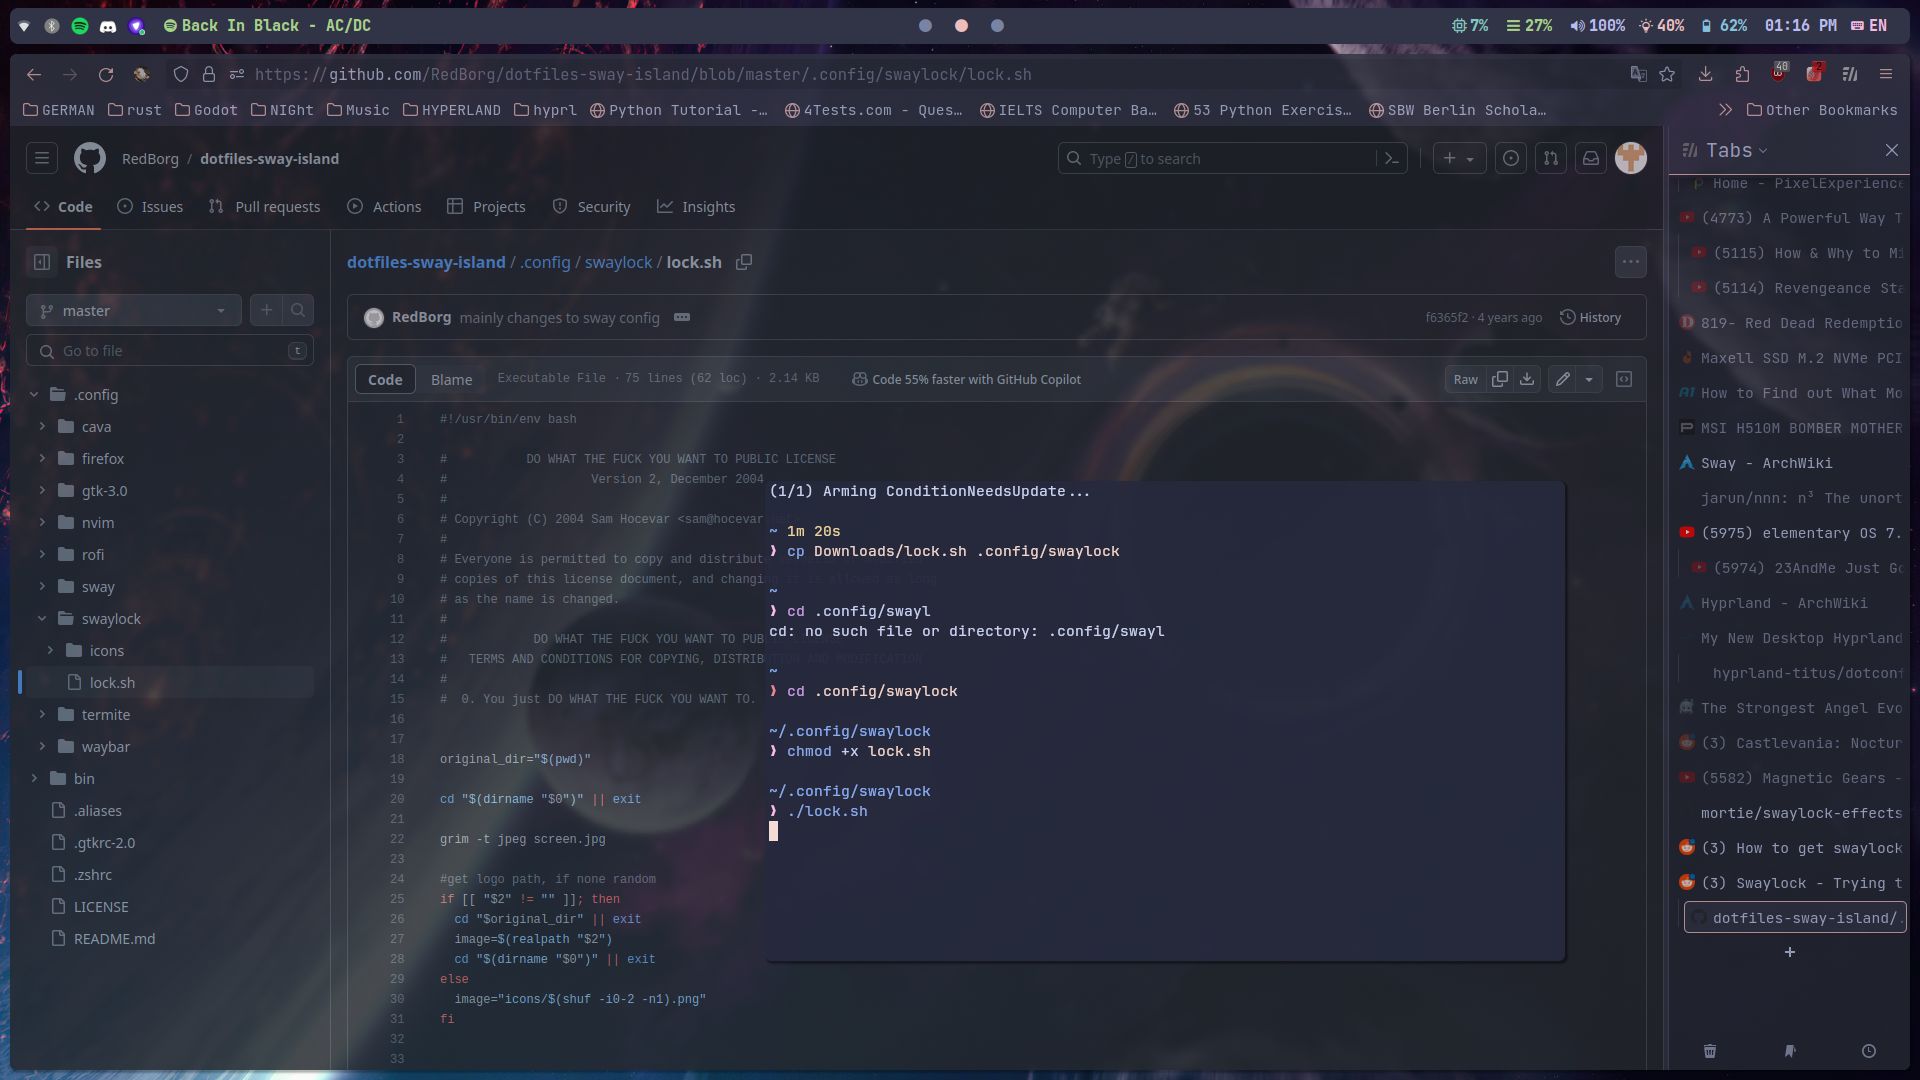 Back In Black - AC/DC
7% 27% 100% 40% 62% 01:16 PM EN
https://github.com/RedBorg/dotfiles-sway-island/blob/master/.config/swaylock/lock.sh
40 2
GERMAN rust Godot NIGht Music HYPERLAND hyprl Python Tutorial -… 4Tests.com - Ques… IELTS Computer Ba… 53 Python Exercis… SBW Berlin Schola… Other Bookmarks
RedBorg / dotfiles-sway-island
Type / to search
Code Issues Pull requests Actions Projects Security Insights
Files
master
Go to file t
.config
cava
firefox
gtk-3.0
nvim
rofi
sway
swaylock
icons
lock.sh
termite
waybar
bin
.aliases
.gtkrc-2.0
.zshrc
LICENSE
README.md
dotfiles-sway-island / .config / swaylock / lock.sh
RedBorg mainly changes to sway config
f6365f2 · 4 years ago History
Code Blame Executable File · 75 lines (62 loc) · 2.14 KB Code 55% faster with GitHub Copilot
Raw
1 #!/usr/bin/env bash
2
3 # DO WHAT THE FUCK YOU WANT TO PUBLIC LICENSE
4 # Version 2, December 2004
5 #
6 # Copyright (C) 2004 Sam Hocevar <sam@hocevar
7 #
8 # Everyone is permitted to copy and distribut
9 # copies of this license document, and changing it is allowed as long
10 # as the name is changed.
11 #
12 # DO WHAT THE FUCK YOU WANT TO PUB
13 # TERMS AND CONDITIONS FOR COPYING, DISTRIBUTION AND MODIFICATION
14 #
15 # 0. You just DO WHAT THE FUCK YOU WANT TO.
16
17
18 original_dir="$(pwd)"
19
20 cd "$(dirname "$0")" || exit
21
22 grim -t jpeg screen.jpg
23
24 #get logo path, if none random
25 if [[ "$2" != "" ]]; then
26 cd "$original_dir" || exit
27 image=$(realpath "$2")
28 cd "$(dirname "$0")" || exit
29 else
30 image="icons/$(shuf -i0-2 -n1).png"
31 fi
32
33
(1/1) Arming ConditionNeedsUpdate...
~ 1m 20s
❯ cp Downloads/lock.sh .config/swaylock
~
❯ cd .config/swayl
cd: no such file or directory: .config/swayl
~
❯ cd .config/swaylock
~/.config/swaylock
❯ chmod +x lock.sh
~/.config/swaylock
❯ ./lock.sh
Tabs
Home - PixelExperience
(4773) A Powerful Way T
(5115) How & Why to Mi
(5114) Revengeance Sta
819- Red Dead Redemptio
Maxell SSD M.2 NVMe PCI
How to Find out What Mo
MSI H510M BOMBER MOTHER
Sway - ArchWiki
jarun/nnn: n³ The unort
(5975) elementary OS 7.
(5974) 23AndMe Just Go
Hyprland - ArchWiki
My New Desktop Hyprland
hyprland-titus/dotconf
The Strongest Angel Evo
(3) Castlevania: Noctur
(5582) Magnetic Gears -
mortie/swaylock-effects
(3) How to get swaylock
(3) Swaylock - Trying t
dotfiles-sway-island/.